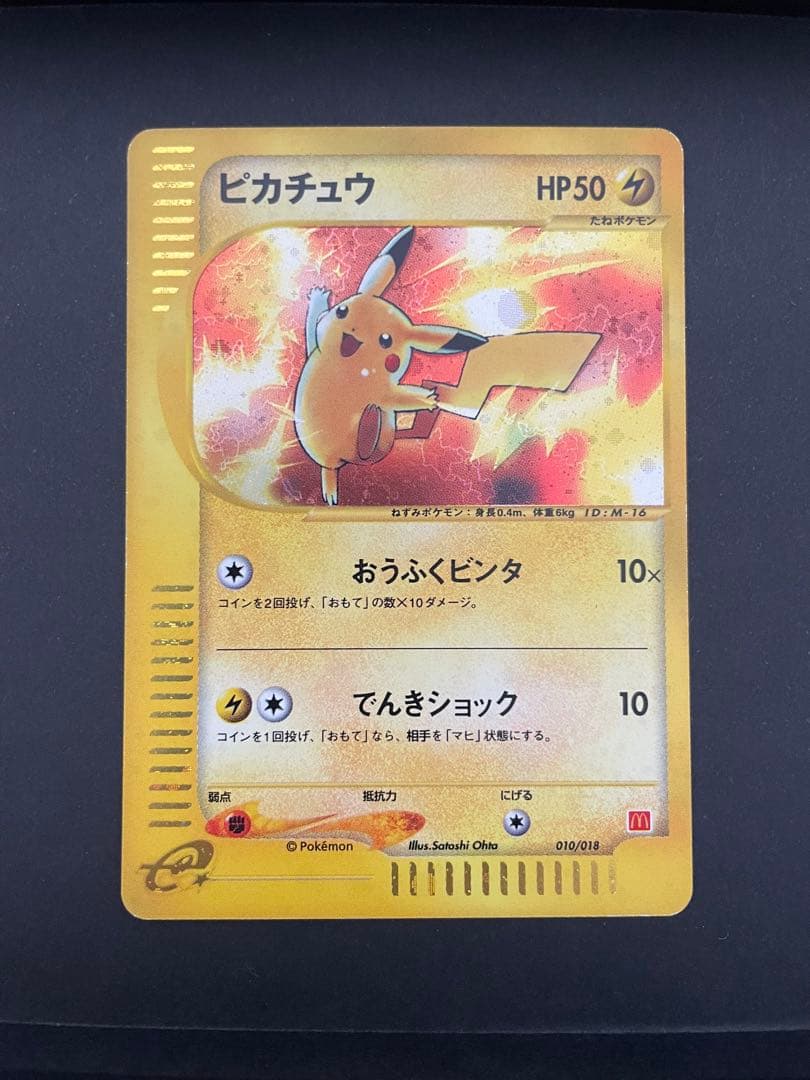 ピカチュウ HP50
たねポケモン
ねずみポケモン：身長0.4m、体重6kg ID:M-16
おうふくビンタ 10×
コインを2回投げ、「おもて」の数×10ダメージ。
でんきショック 10
コインを1回投げ、「おもて」なら、相手を「マヒ」状態にする。
弱点 抵抗力 にげる
© Pokémon Illus.Satoshi Ohta 010/018
e